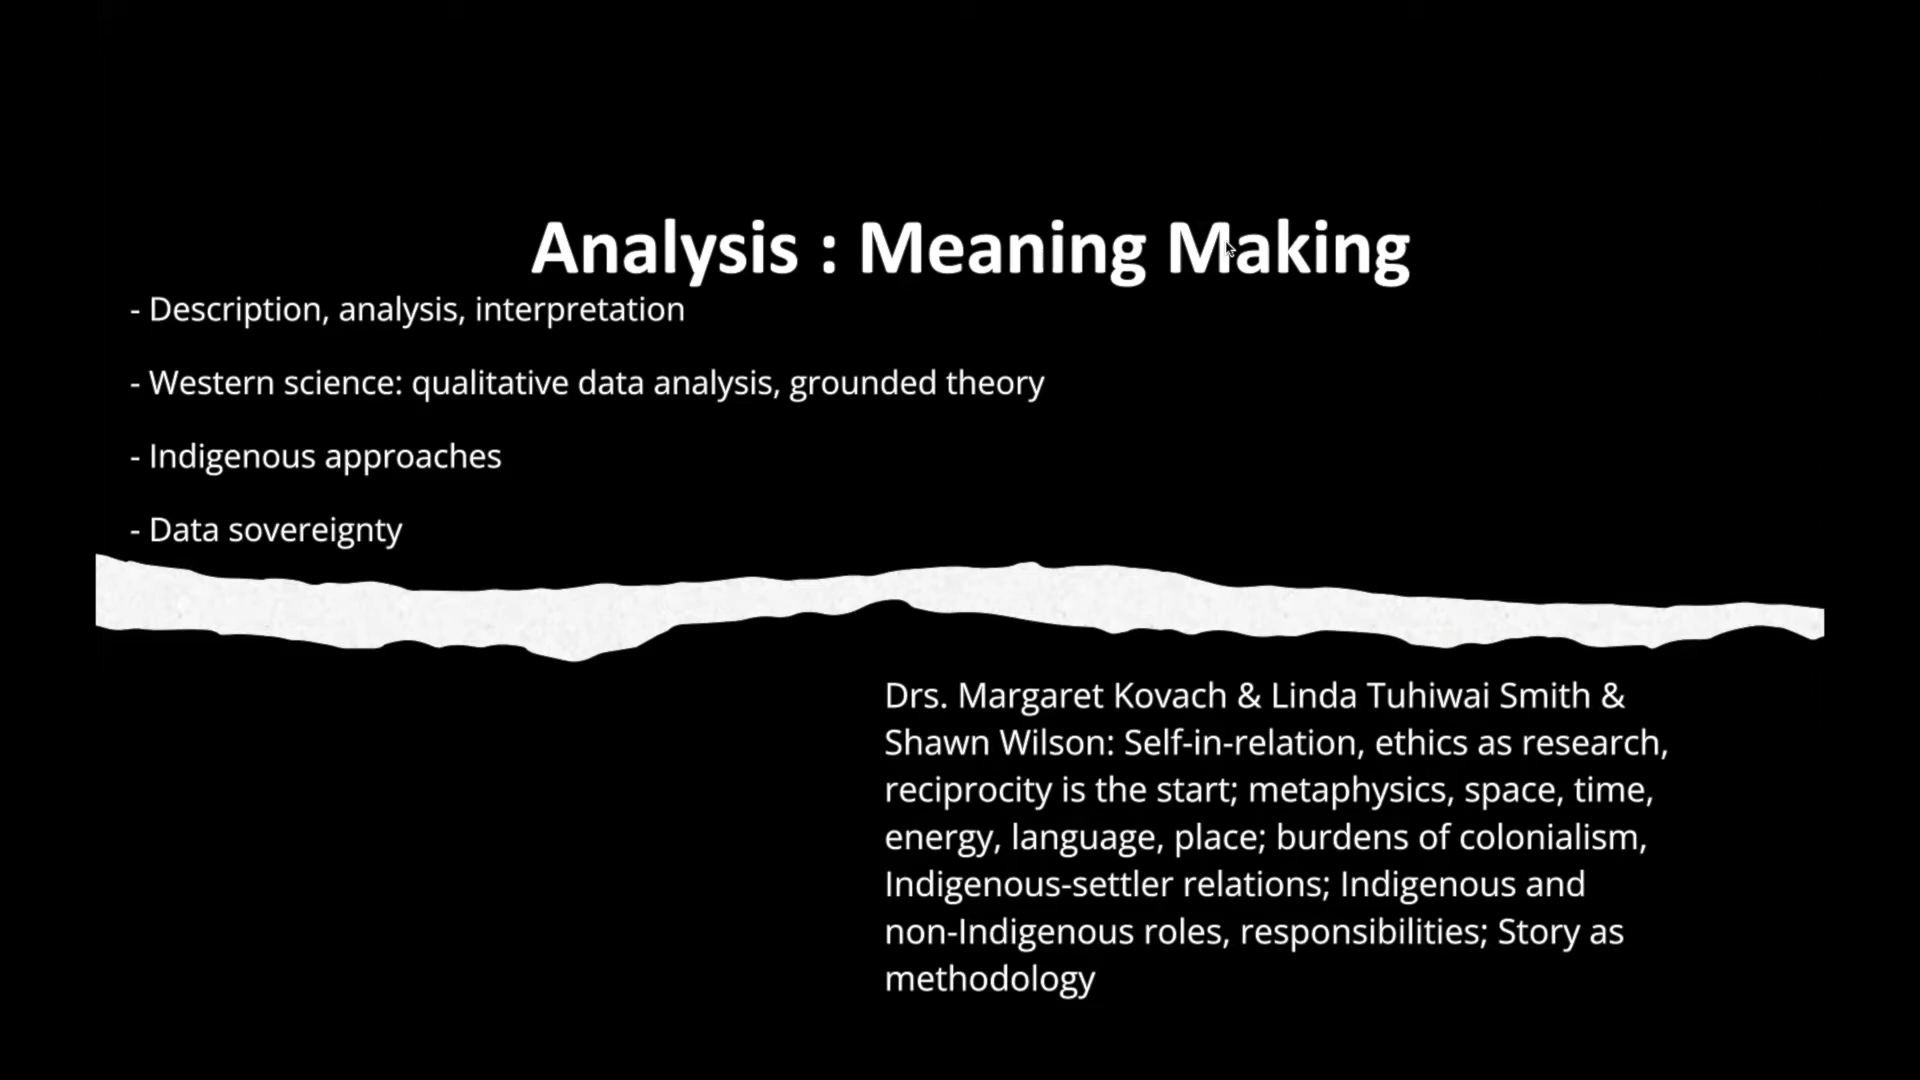 Analysis : Meaning Making
- Description, analysis, interpretation
- Western science: qualitative data analysis, grounded theory
- Indigenous approaches
- Data sovereignty
Drs. Margaret Kovach & Linda Tuhiwai Smith &
Shawn Wilson: Self-in-relation, ethics as research,
reciprocity is the start; metaphysics, space, time,
energy, language, place; burdens of colonialism,
Indigenous-settler relations; Indigenous and
non-Indigenous roles, responsibilities; Story as
methodology